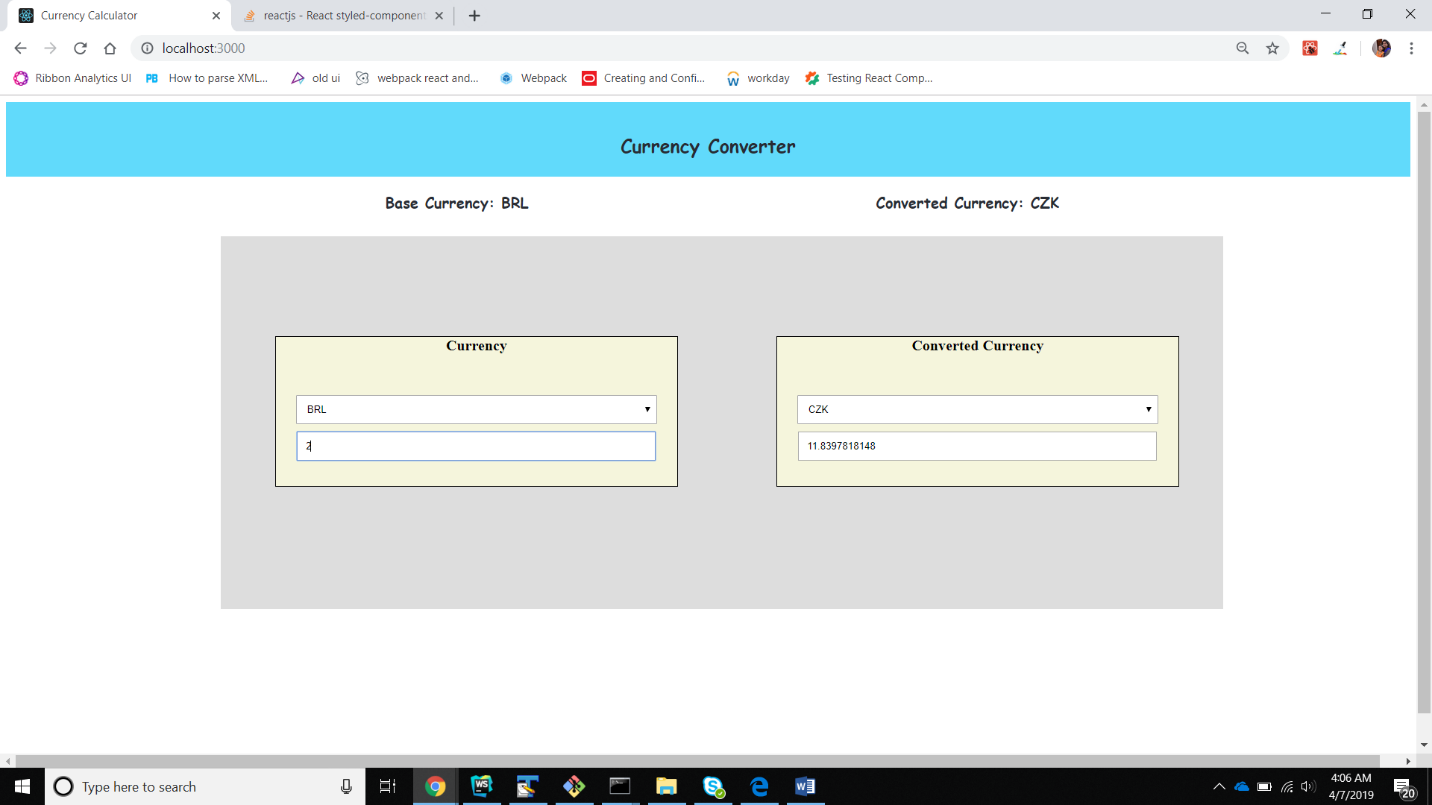 Currency Calculator
reactjs - React styled-component
localhost:3000
Ribbon Analytics UI PB How to parse XML... old ui webpack react and... Webpack Creating and Confi... workday Testing React Comp...
Currency Converter
Base Currency: BRL Converted Currency: CZK
Currency
BRL
2
Converted Currency
CZK
11.8397818148
Type here to search
WS
4:06 AM
4/7/2019
20